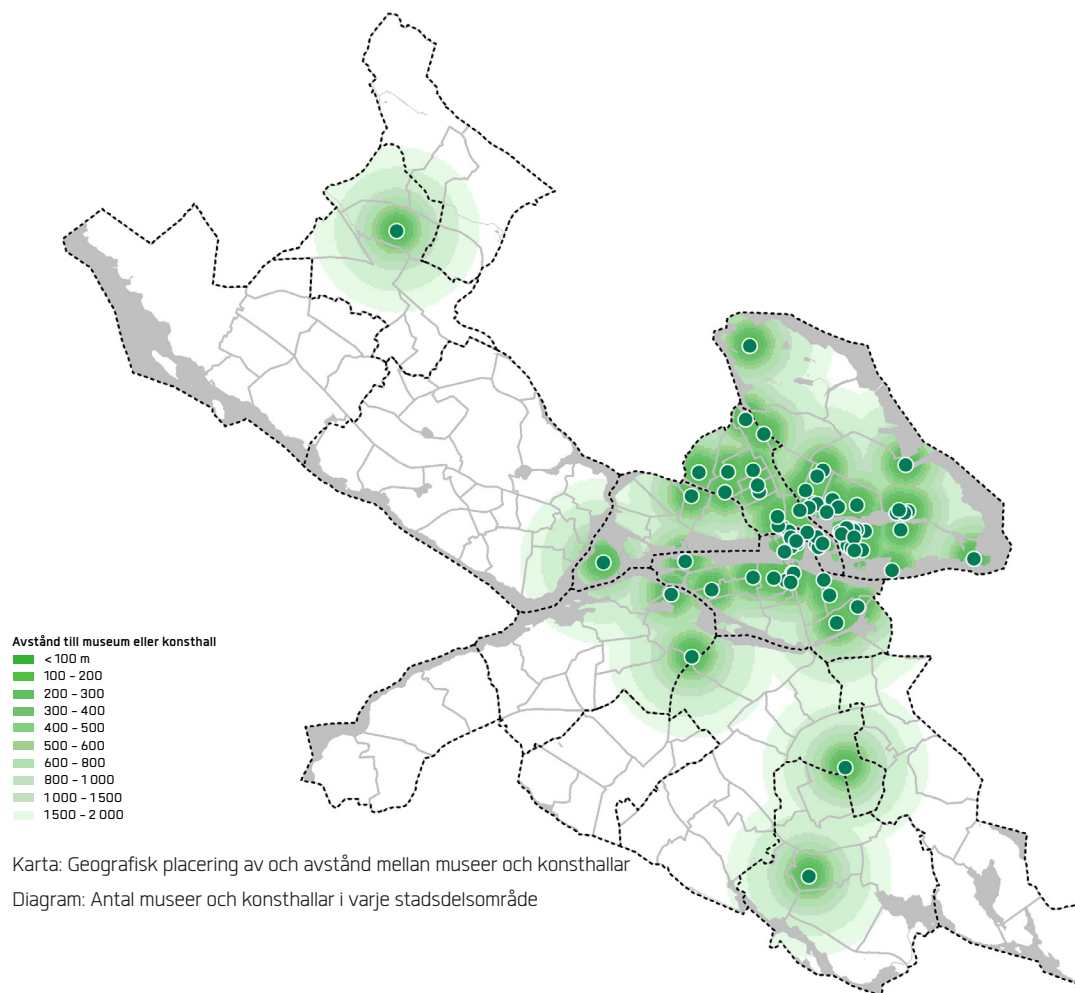 Avstånd till museum eller konsthall
< 100 m
100 – 200
200 – 300
300 – 400
400 – 500
500 – 600
600 – 800
800 – 1 000
1 000 – 1 500
1 500 – 2 000
Karta: Geografisk placering av och avstånd mellan museer och konsthallar
Diagram: Antal museer och konsthallar i varje stadsdelsområde